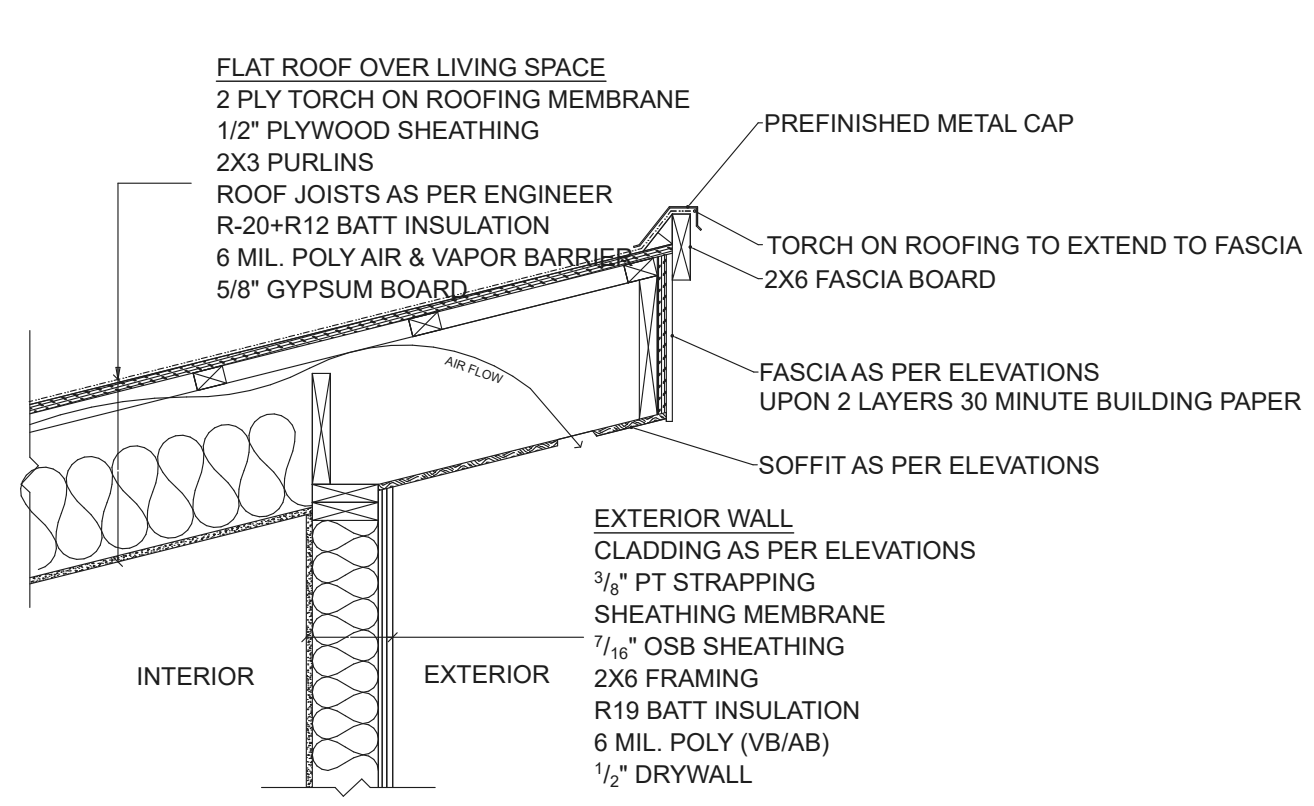 FLAT ROOF OVER LIVING SPACE
2 PLY TORCH ON ROOFING MEMBRANE
1/2" PLYWOOD SHEATHING
2X3 PURLINS
ROOF JOISTS AS PER ENGINEER
R-20+R12 BATT INSULATION
6 MIL. POLY AIR & VAPOR BARRIER
5/8" GYPSUM BOARD
PREFINISHED METAL CAP
TORCH ON ROOFING TO EXTEND TO FASCIA
2X6 FASCIA BOARD
AIR FLOW
FASCIA AS PER ELEVATIONS
UPON 2 LAYERS 30 MINUTE BUILDING PAPER
SOFFIT AS PER ELEVATIONS
EXTERIOR WALL
CLADDING AS PER ELEVATIONS
3/8" PT STRAPPING
SHEATHING MEMBRANE
7/16" OSB SHEATHING
2X6 FRAMING
R19 BATT INSULATION
6 MIL. POLY (VB/AB)
1/2" DRYWALL
INTERIOR
EXTERIOR